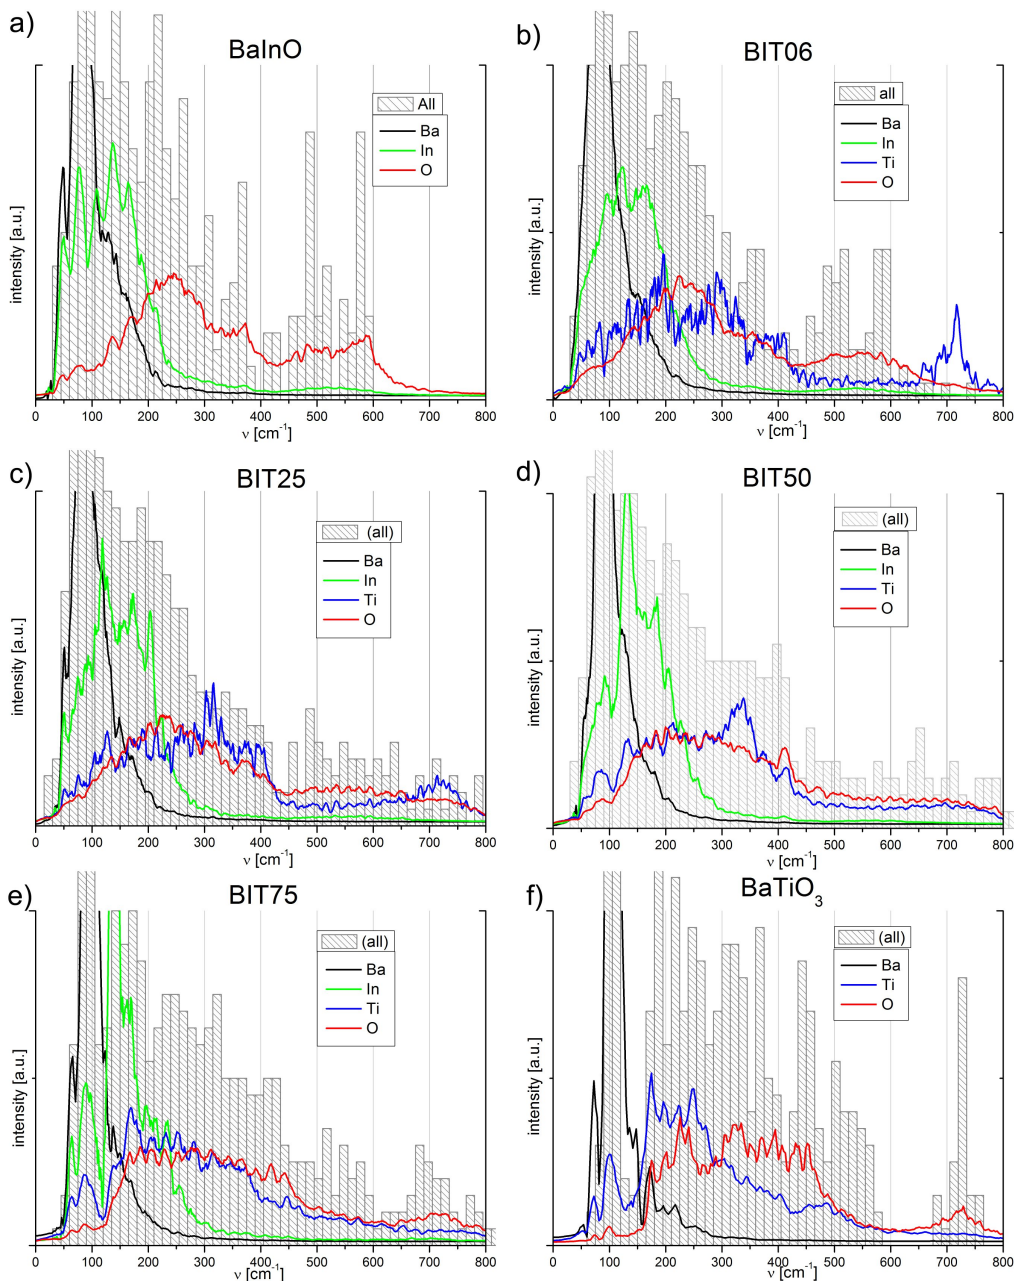 a)
BaInO
All
Ba
In
O
intensity [a.u.]
0 100 200 300 400 500 600 700 800
ν [cm-1]
b)
BIT06
all
Ba
In
Ti
O
intensity [a.u.]
0 100 200 300 400 500 600 700 800
ν [cm-1]
c)
BIT25
(all)
Ba
In
Ti
O
intensity [a.u.]
0 100 200 300 400 500 600 700 800
ν [cm-1]
d)
BIT50
(all)
Ba
In
Ti
O
intensity [a.u.]
0 100 200 300 400 500 600 700 800
ν [cm-1]
e)
BIT75
(all)
Ba
In
Ti
O
intensity [a.u.]
0 100 200 300 400 500 600 700 800
ν [cm-1]
f)
BaTiO3
(all)
Ba
Ti
O
intensity [a.u.]
0 100 200 300 400 500 600 700 800
ν [cm-1]